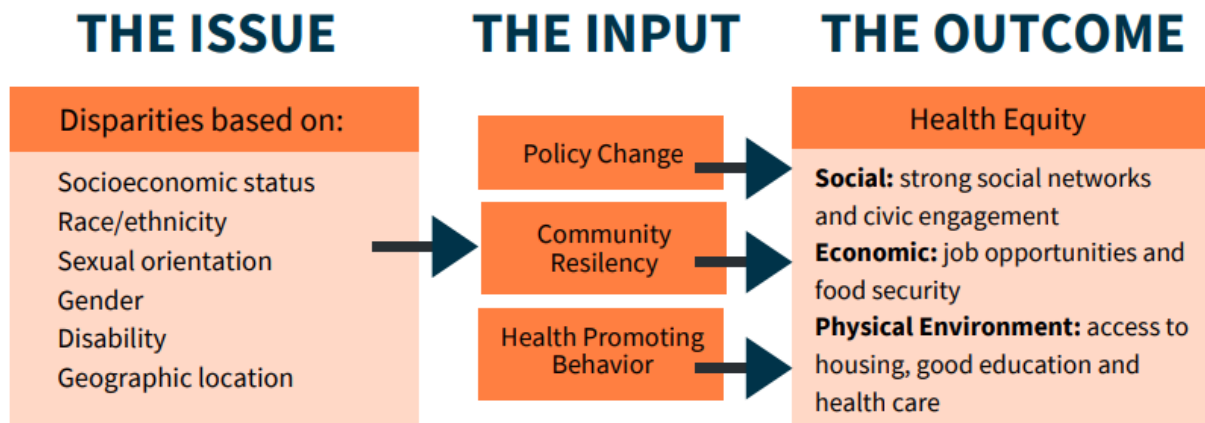 THE ISSUE
Disparities based on:
Socioeconomic status
Race/ethnicity
Sexual orientation
Gender
Disability
Geographic location
THE INPUT
Policy Change
Community
Resilency
Health Promoting
Behavior
THE OUTCOME
Health Equity
Social: strong social networks
and civic engagement
Economic: job opportunities and
food security
Physical Environment: access to
housing, good education and
health care